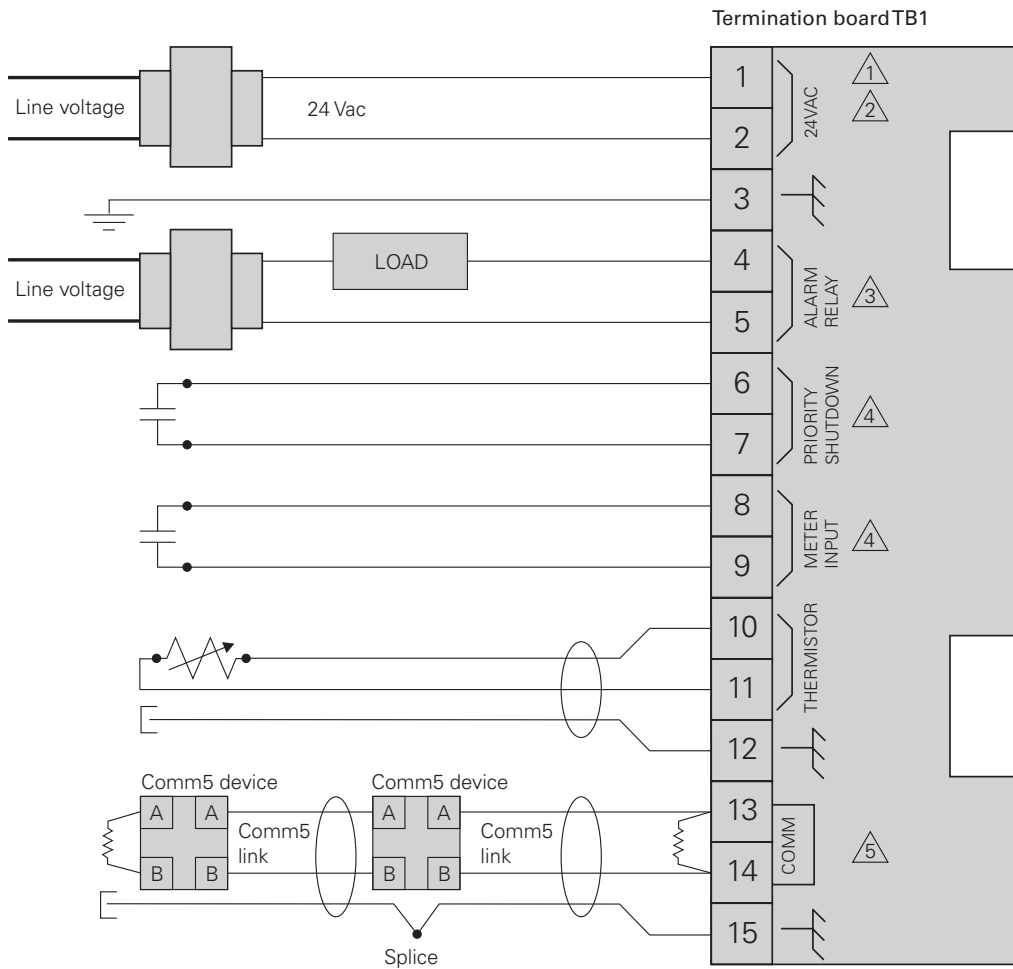 Termination board TB1
Line voltage
24 Vac
1
2
24VAC
1
2
3
Line voltage
LOAD
4
5
ALARM
RELAY
3
6
7
PRIORITY
SHUTDOWN
4
8
9
METER
INPUT
4
10
11
THERMISTOR
12
Comm5 device
Comm5 device
A A
B B
Comm5
link
A A
B B
Comm5
link
13
14
COMM
5
15
Splice